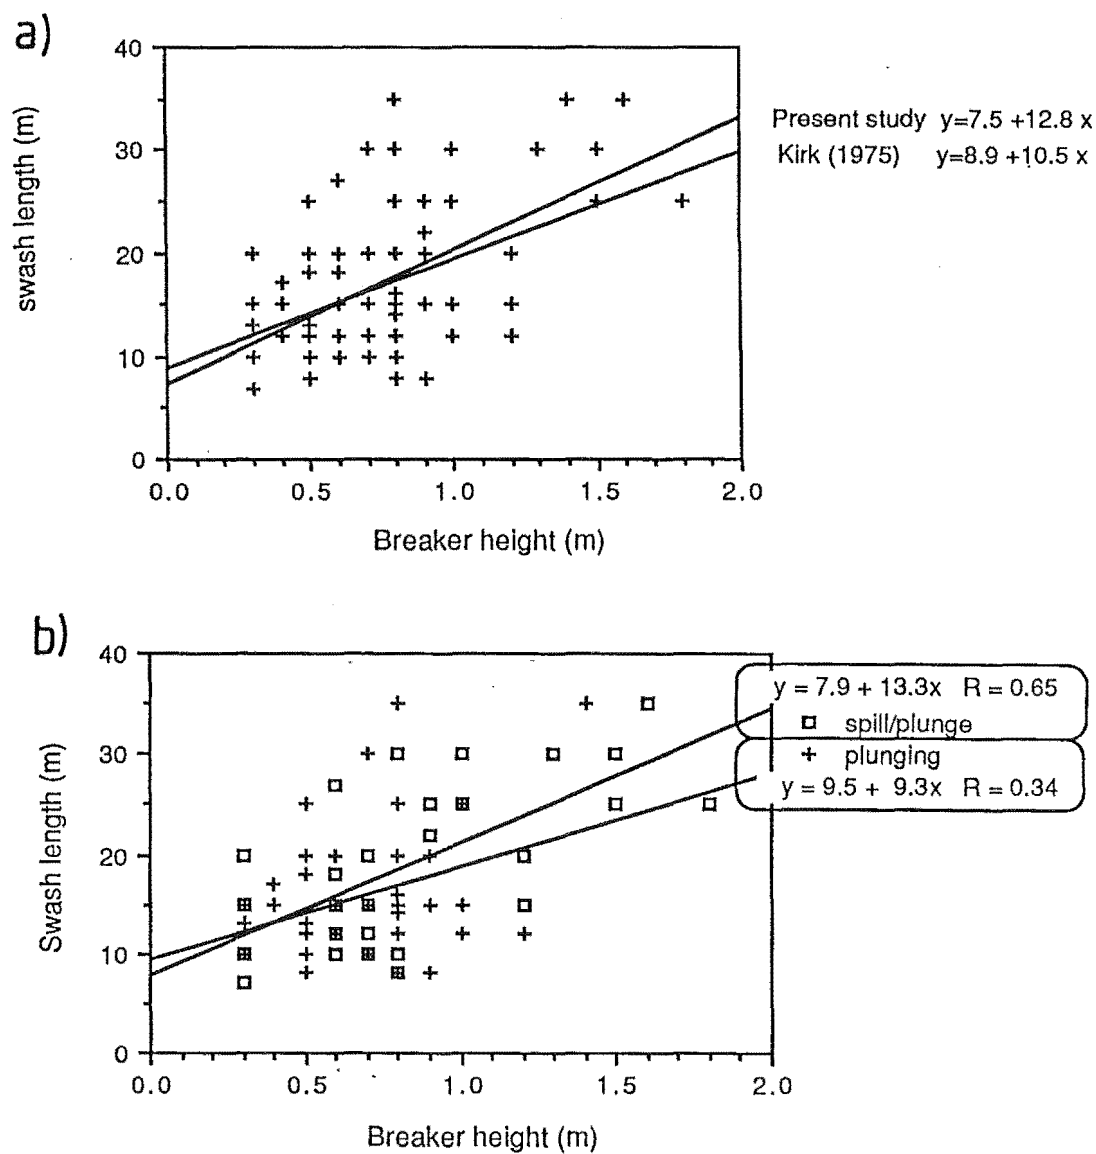 a)
40
30
20
10
0
swash length (m)
0.0 0.5 1.0 1.5 2.0
Breaker height (m)
Present study y=7.5 +12.8 x
Kirk (1975) y=8.9 +10.5 x
b)
40
30
20
10
0
Swash length (m)
0.0 0.5 1.0 1.5 2.0
Breaker height (m)
y = 7.9 + 13.3x R = 0.65
spill/plunge
plunging
y = 9.5 + 9.3x R = 0.34